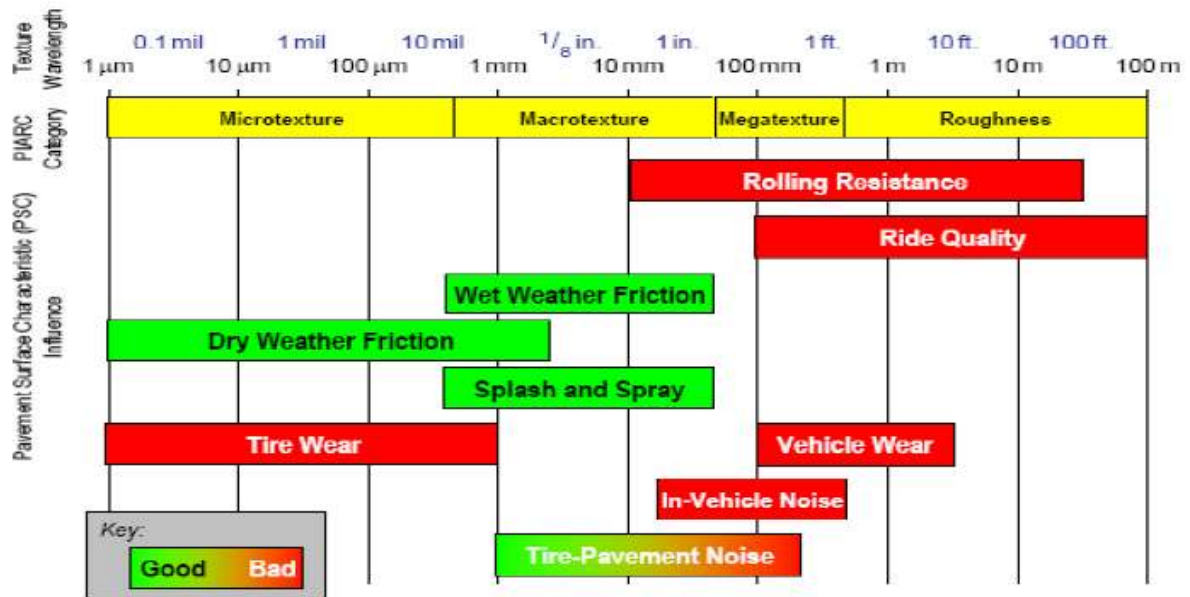 Texture
Wavelength
0.1 mil 1 mil 10 mil 1/8 in. 1 in. 1 ft. 10 ft. 100 ft.
1 µm 10 µm 100 µm 1 mm 10 mm 100 mm 1 m 10 m 100 m
PIARC
Category
Microtexture Macrotexture Megatexture Roughness
Pavement Surface Characteristic (PSC)
Influence
Rolling Resistance
Ride Quality
Wet Weather Friction
Dry Weather Friction
Splash and Spray
Tire Wear Vehicle Wear
In-Vehicle Noise
Tire-Pavement Noise
Key:
Good Bad